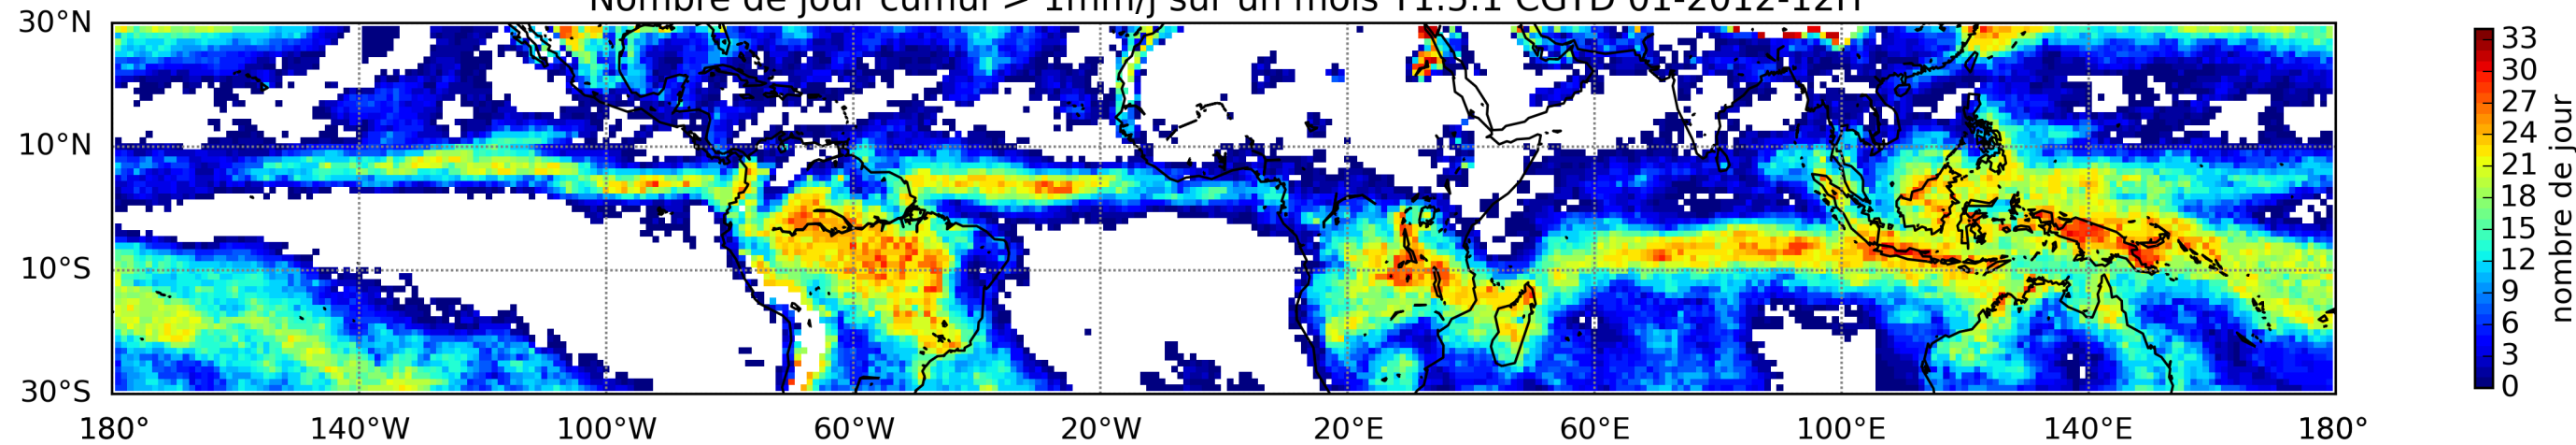 Nombre de jour cumul > 1mm/j sur un mois T1.5.1 CGTD 01-2012-12H
30°N
10°N
10°S
30°S
180° 140°W 100°W 60°W 20°W 20°E 60°E 100°E 140°E 180°
33
30
27
24
21
18
15
12
9
6
3
0
nombre de jour